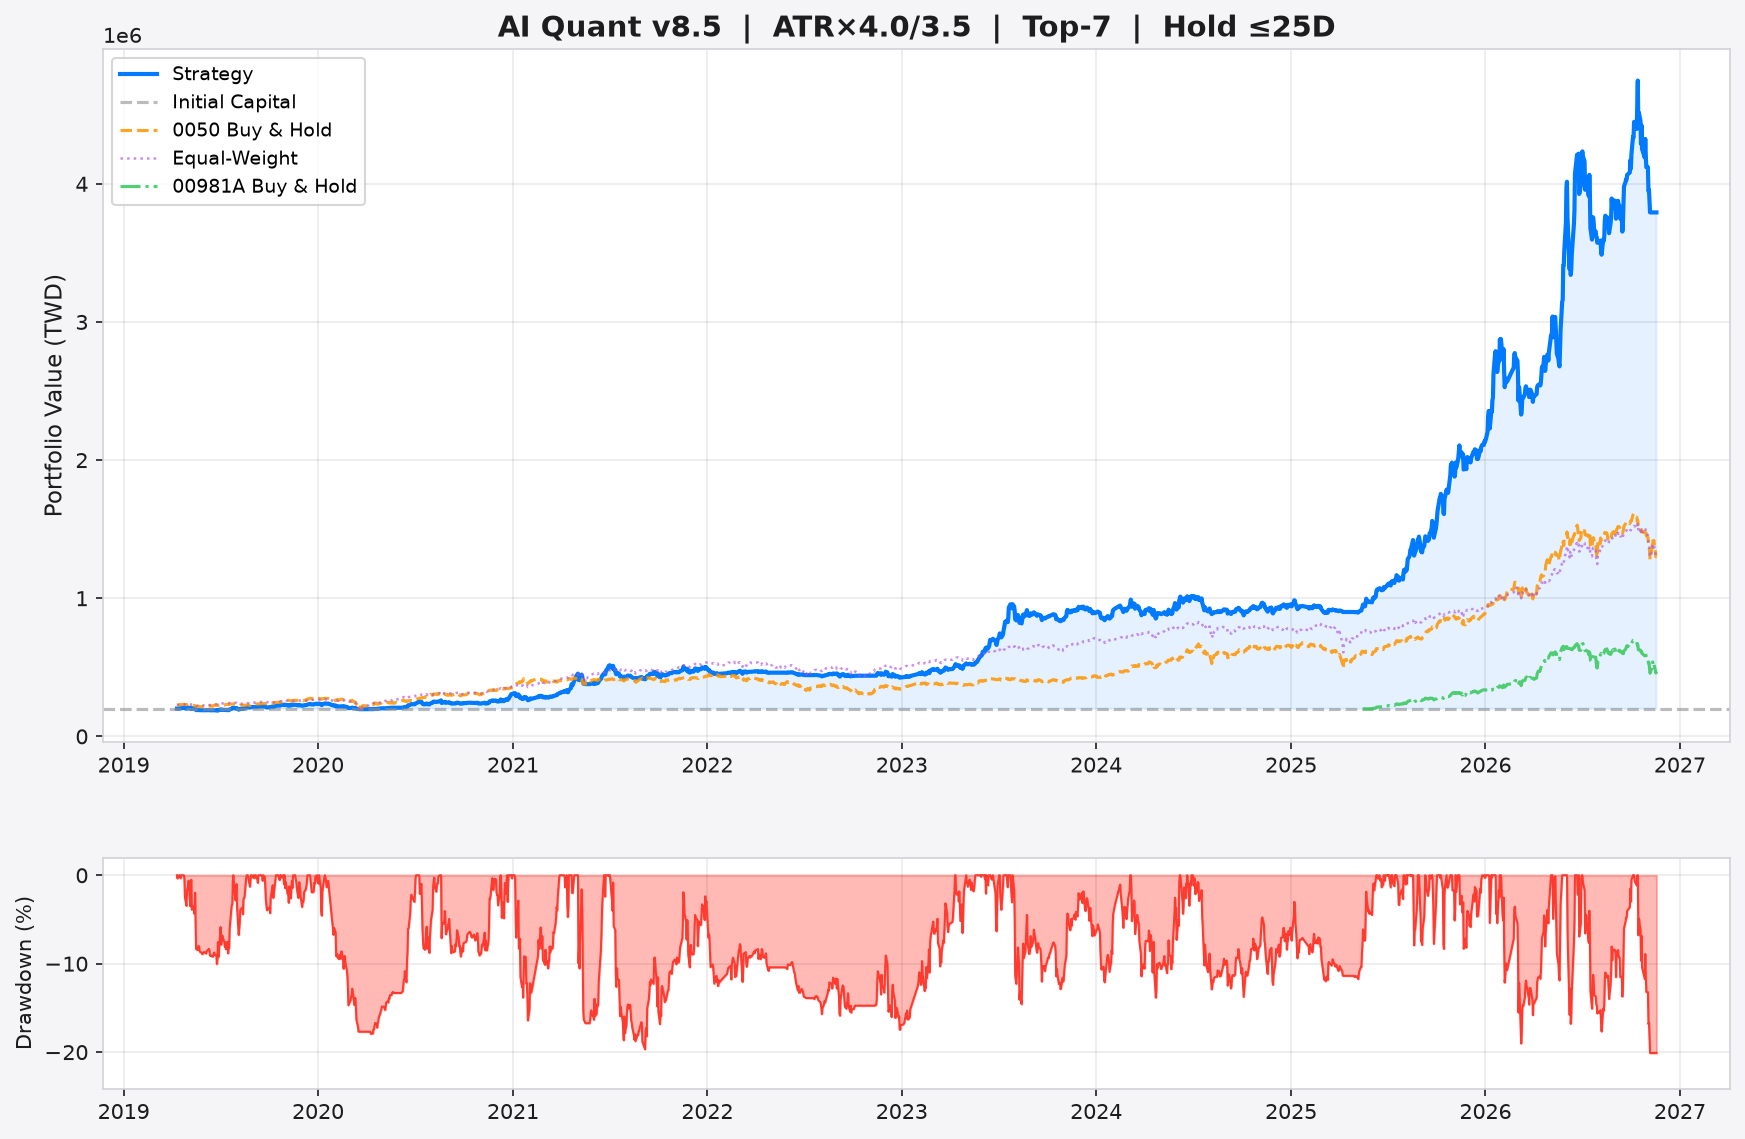 AI Quant v8.5 | ATR×4.0/3.5 | Top-7 | Hold ≤25D
1e6
Strategy
Initial Capital
0050 Buy & Hold
Equal-Weight
00981A Buy & Hold
Portfolio Value (TWD)
4
3
2
1
0
2019 2020 2021 2022 2023 2024 2025 2026 2027
Drawdown (%)
0
−10
−20
2019 2020 2021 2022 2023 2024 2025 2026 2027